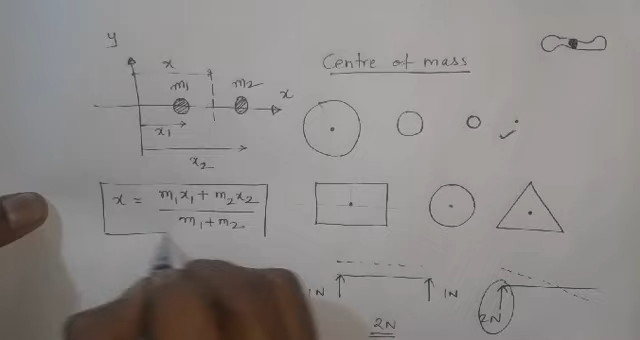 Centre of mass
y
x
m1 m2
x
x1
x2
x = m1x1 + m2x2
m1 + m2
1N 1N
2N
2N